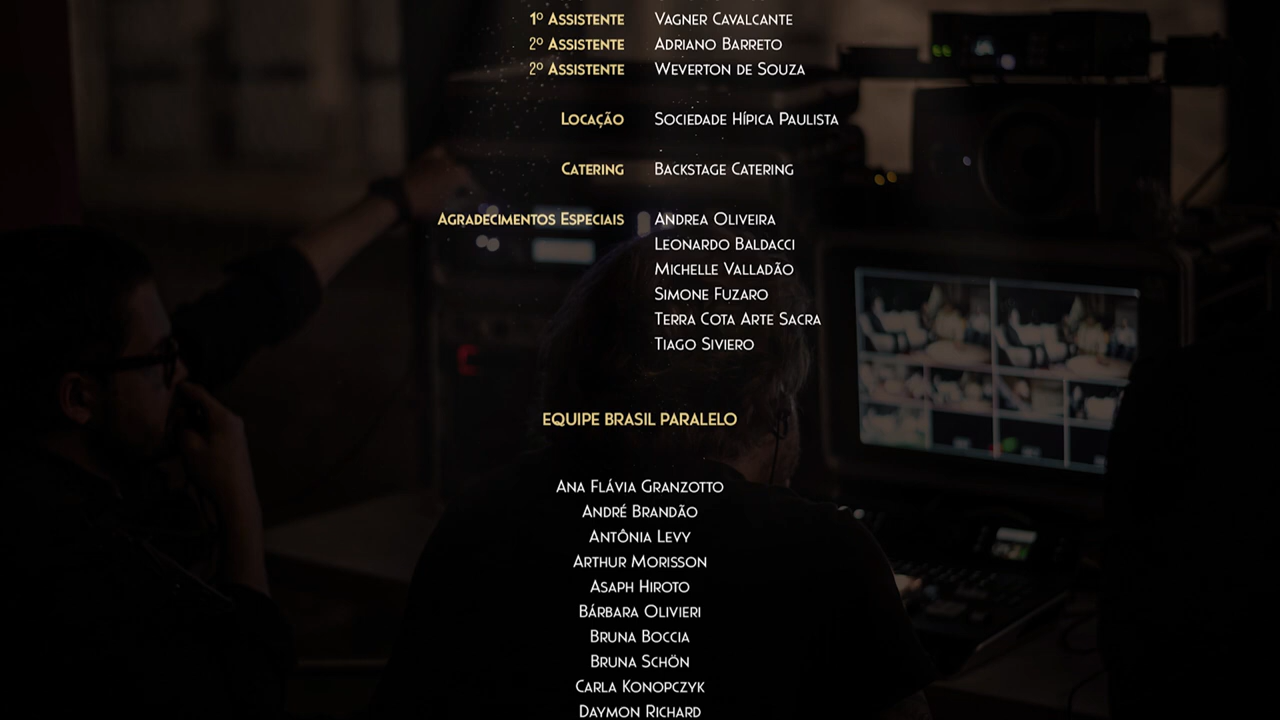 1º Assistente Vagner Cavalcante
2º Assistente Adriano Barreto
2º Assistente Weverton de Souza
Locação Sociedade Hípica Paulista
Catering Backstage Catering
Agradecimentos Especiais Andrea Oliveira
Leonardo Baldacci
Michelle Valladão
Simone Fuzaro
Terra Cota Arte Sacra
Tiago Siviero
EQUIPE BRASIL PARALELO
Ana Flávia Granzotto
André Brandão
Antônia Levy
Arthur Morisson
Asaph Hiroto
Bárbara Olivieri
Bruna Boccia
Bruna Schön
Carla Konopczyk
Daymon Richard